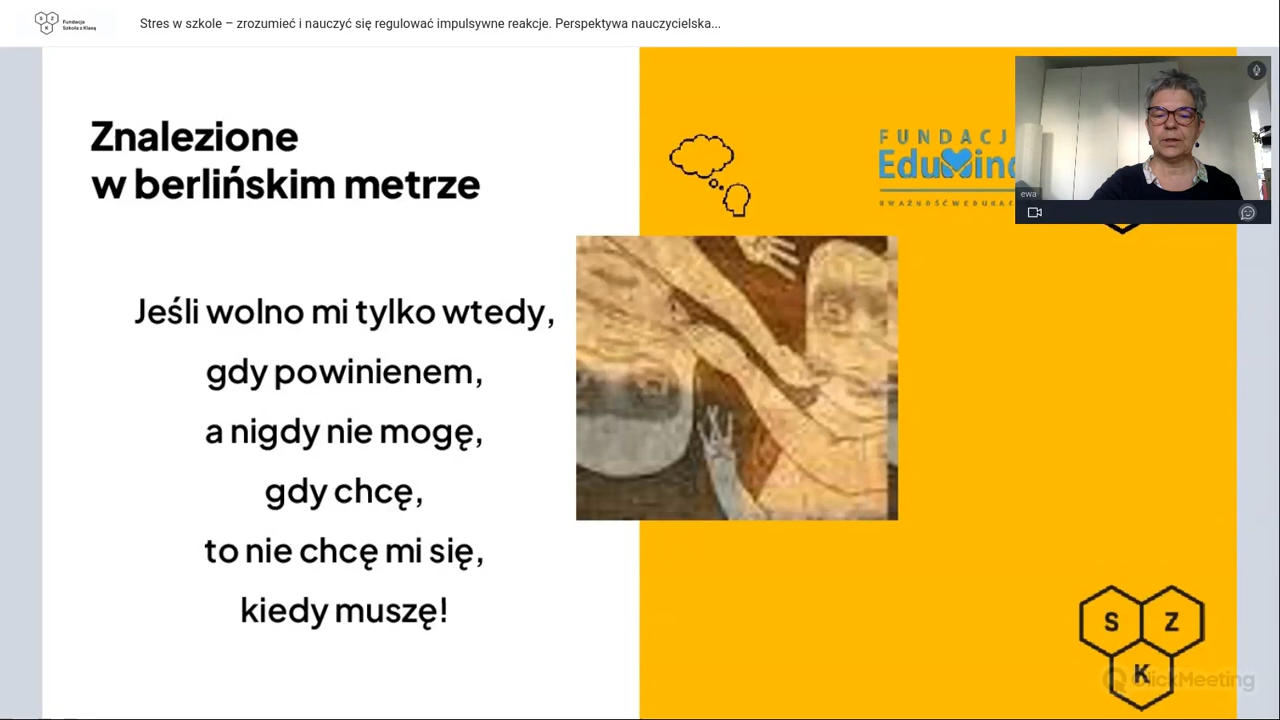 S Z K
Fundacja
Szkoła z Klasą
Stres w szkole – zrozumieć i nauczyć się regulować impulsywne reakcje. Perspektywa nauczycielska...
Znalezione
w berlińskim metrze
FUNDACJ
EduMind
ewa
Jeśli wolno mi tylko wtedy,
gdy powinienem,
a nigdy nie mogę,
gdy chcę,
to nie chcę mi się,
kiedy muszę!
S Z
K
ClickMeeting